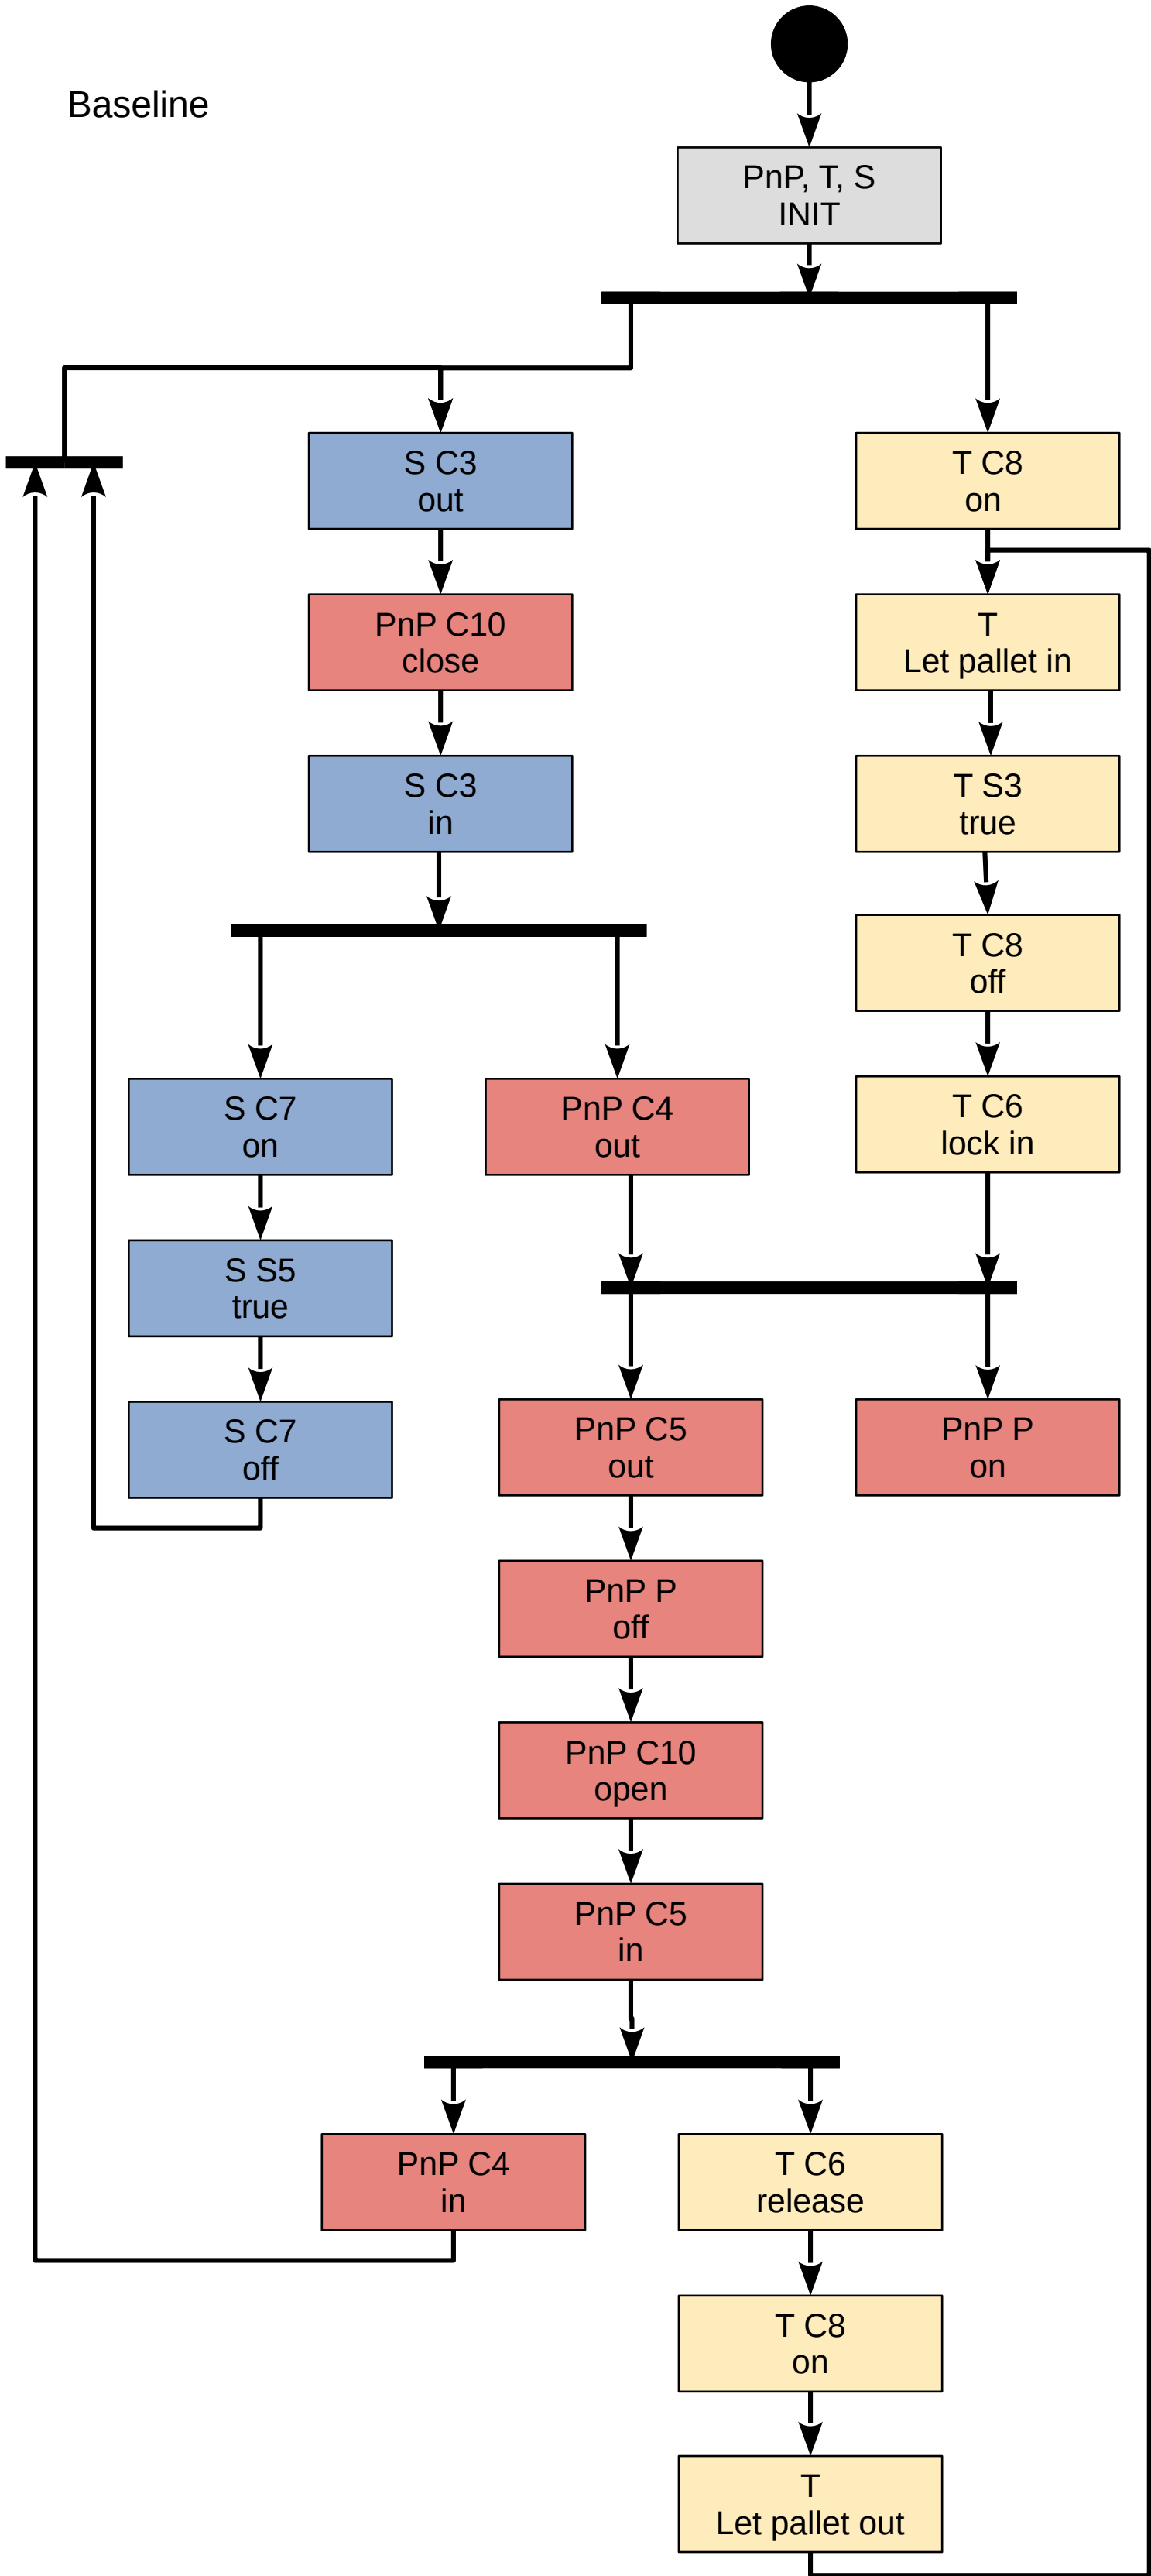 Baseline
PnP, T, S
INIT
S C3
out
T C8
on
PnP C10
close
T
Let pallet in
S C3
in
T S3
true
T C8
off
S C7
on
PnP C4
out
T C6
lock in
S S5
true
S C7
off
PnP C5
out
PnP P
on
PnP P
off
PnP C10
open
PnP C5
in
PnP C4
in
T C6
release
T C8
on
T
Let pallet out